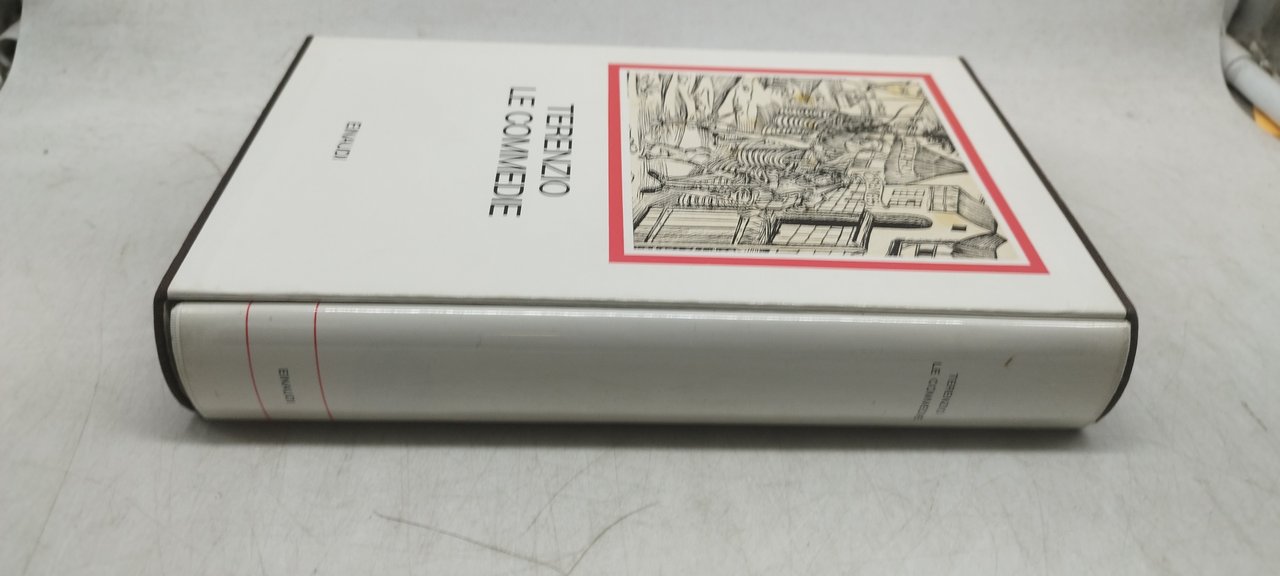 TERENZIO
LE COMMEDIE
EINAUDI
TERENZIO
LE COMMEDIE
EINAUDI